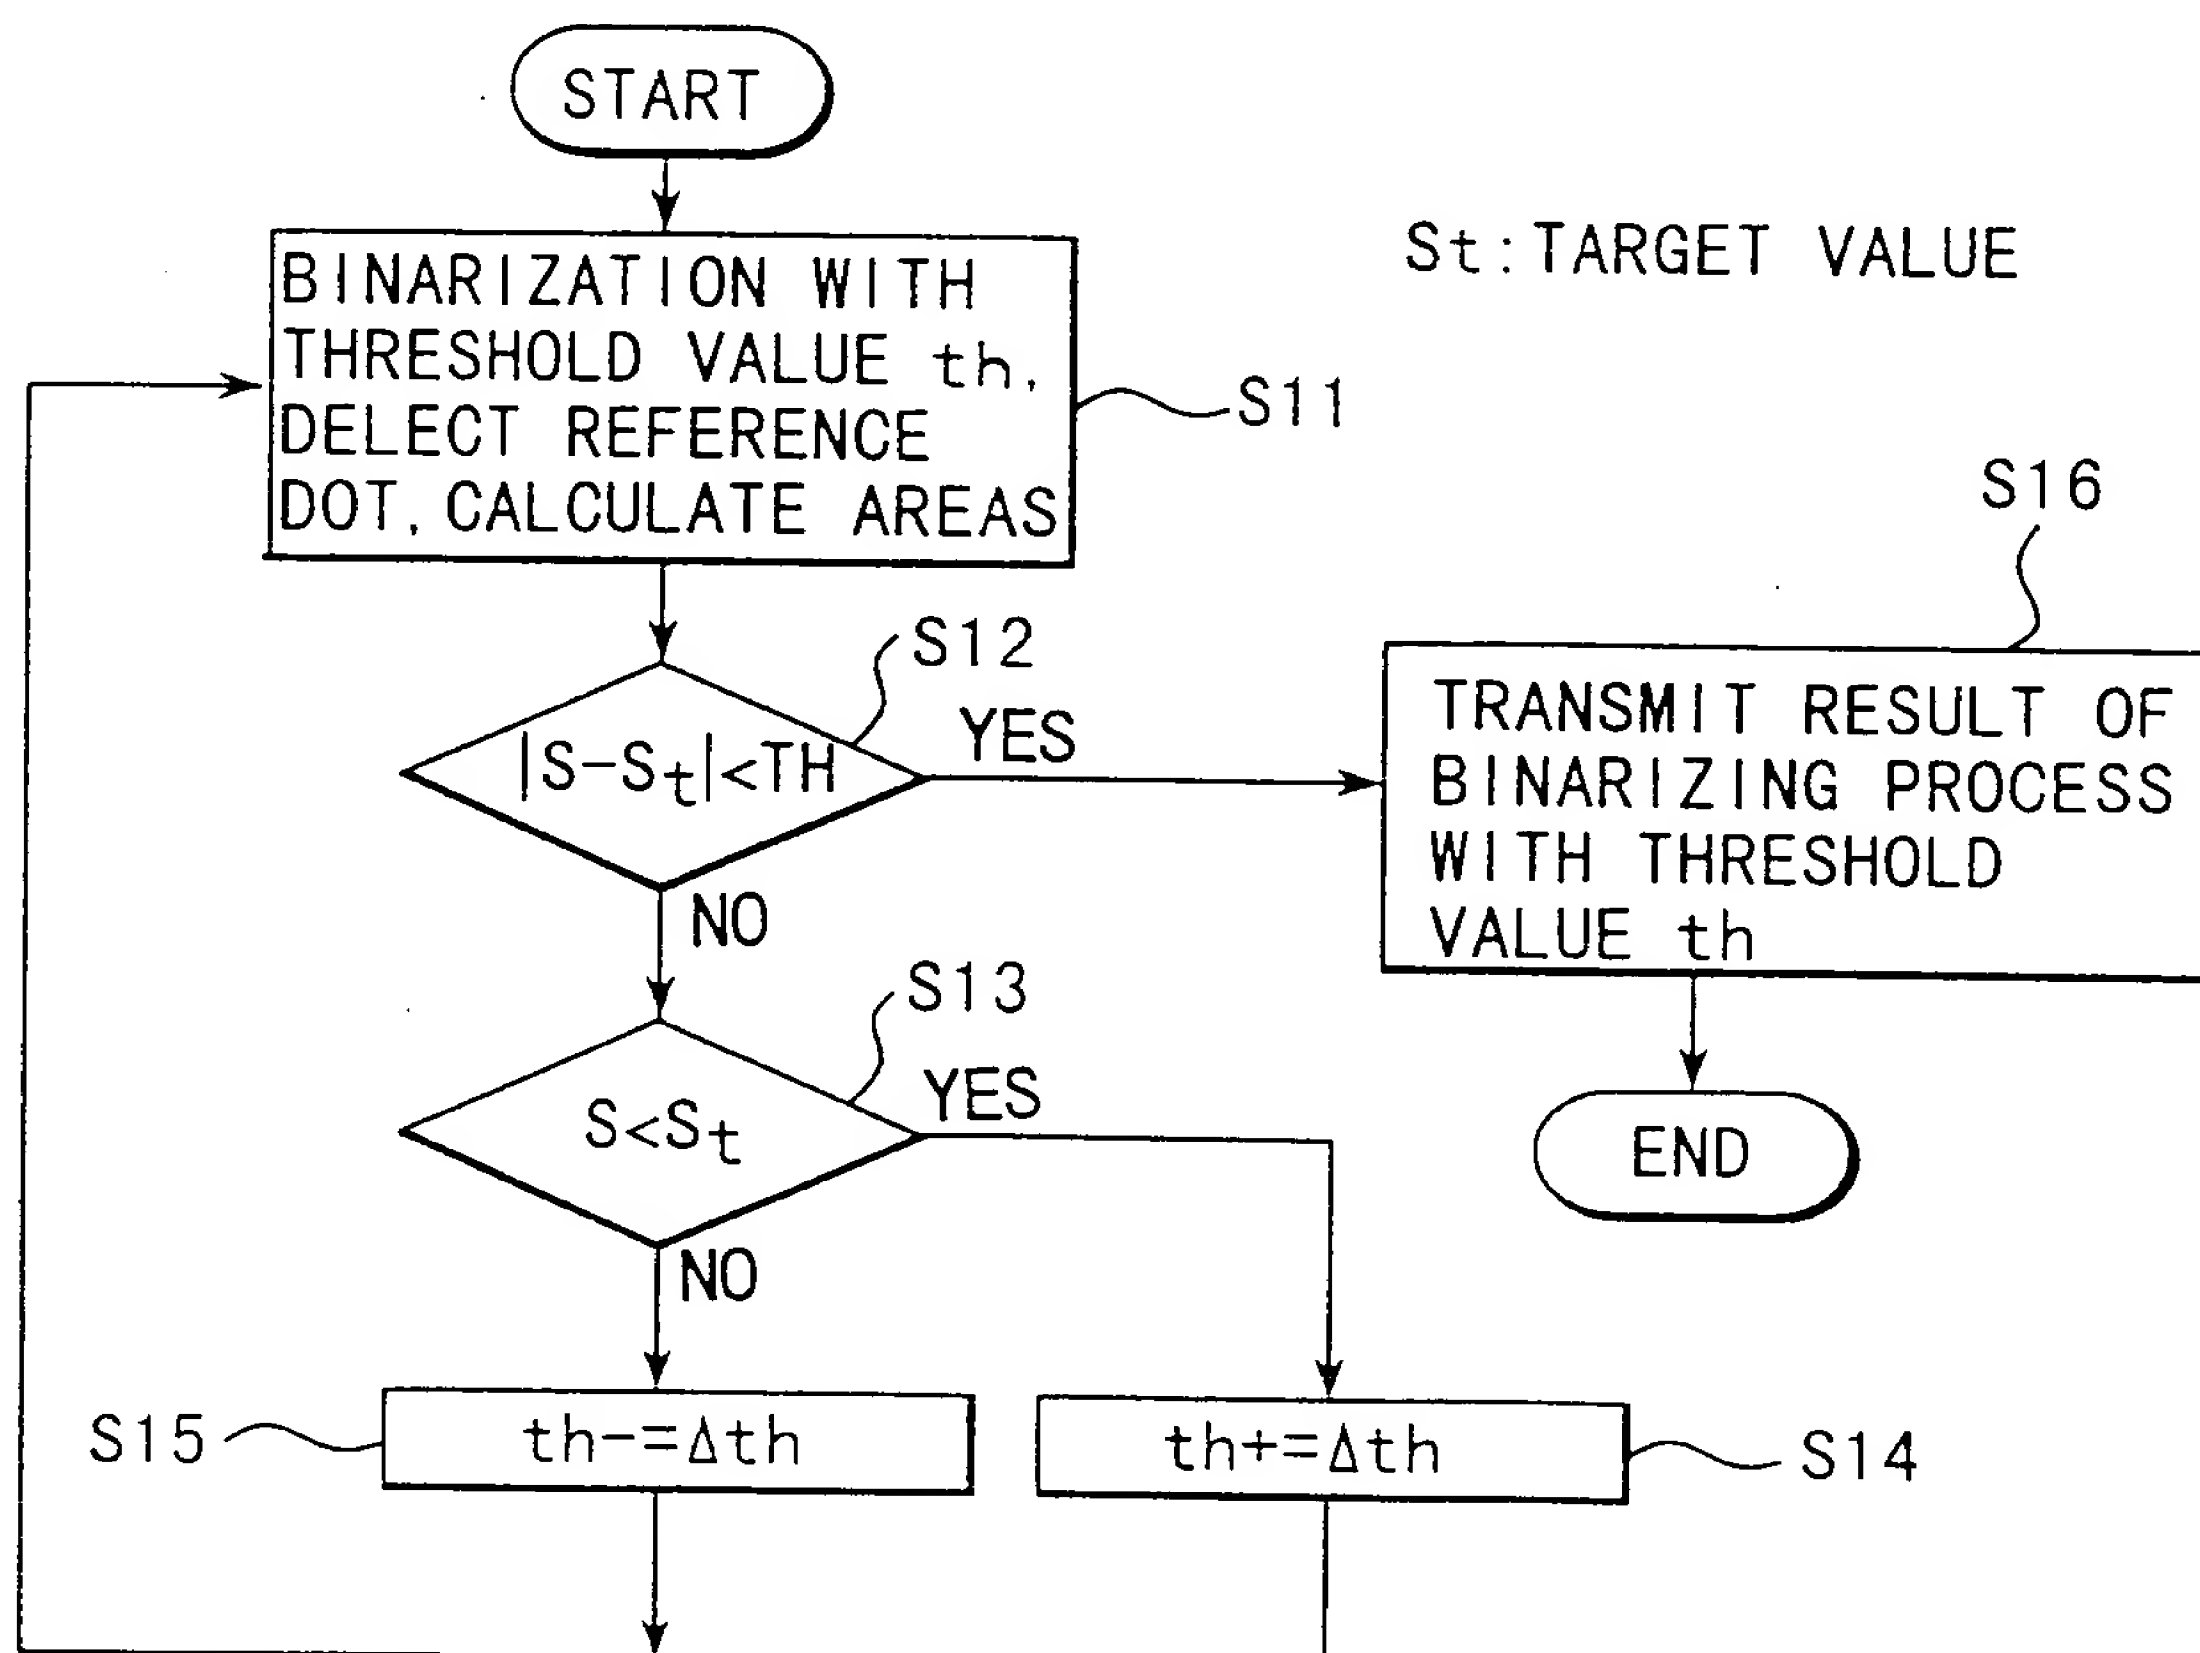 START
St:TARGET VALUE
BINARIZATION WITH
THRESHOLD VALUE th,
DELECT REFERENCE
DOT, CALCULATE AREAS
S11
S16
S12
|S-St|<TH
YES
TRANSMIT RESULT OF
BINARIZING PROCESS
WITH THRESHOLD
VALUE th
NO
S13
S<St
YES
END
NO
S15
th-=Δth
th+=Δth
S14